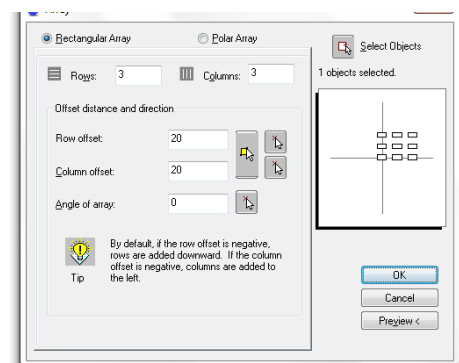 Rectangular Array
Polar Array
Select Objects
Rows: 3
Columns: 3
1 objects selected.
Offset distance and direction
Row offset: 20
Column offset: 20
Angle of array: 0
Tip
By default, if the row offset is negative,
rows are added downward. If the column
offset is negative, columns are added to
the left.
OK
Cancel
Preview <